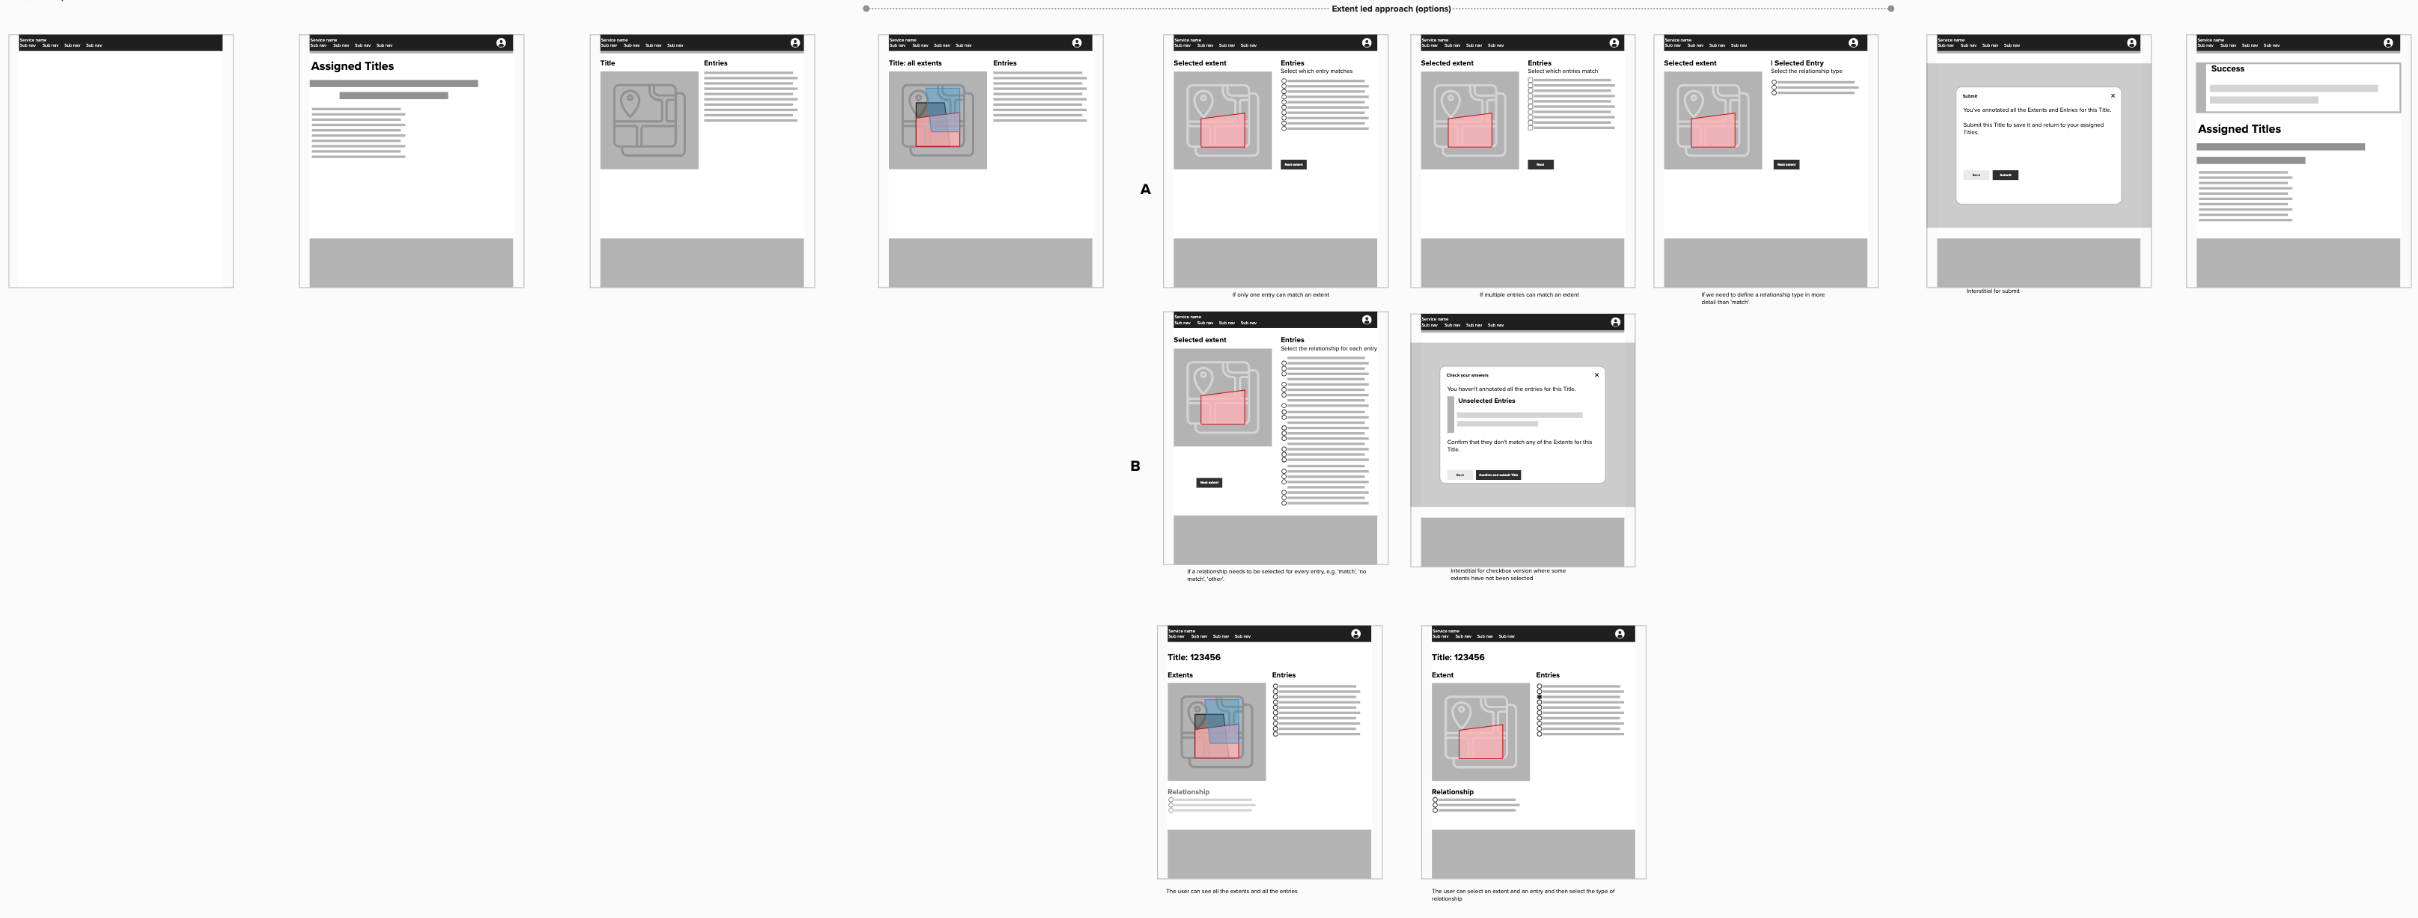 Extent led approach (options)
Service name
Sub nav Sub nav Sub nav Sub nav
Service name
Sub nav Sub nav Sub nav Sub nav
Assigned Titles
Service name
Sub nav Sub nav Sub nav Sub nav
Title
Entries
Service name
Sub nav Sub nav Sub nav Sub nav
Title: all extents
Entries
A
Service name
Sub nav Sub nav Sub nav Sub nav
Selected extent
Entries
Select which entry matches
Next extent
If only one entry can match an extent
Service name
Sub nav Sub nav Sub nav Sub nav
Selected extent
Entries
Select which entries match
Next
If multiple entries can match an extent
Service name
Sub nav Sub nav Sub nav Sub nav
Selected extent
1 Selected Entry
Select the relationship type
Next extent
If we need to define a relationship type in more
detail than 'match'
Service name
Sub nav Sub nav Sub nav Sub nav
Submit
You've annotated all the Extents and Entries for this Title.
Submit this Title to save it and return to your assigned
Titles.
Back
Submit
Interstitial for submit
Service name
Sub nav Sub nav Sub nav Sub nav
Success
Assigned Titles
B
Service name
Sub nav Sub nav Sub nav Sub nav
Selected extent
Entries
Select the relationship for each entry
Next extent
If a relationship needs to be selected for every entry, e.g. 'match', 'no
match', 'other'.
Service name
Sub nav Sub nav Sub nav Sub nav
Check your answers
You haven't annotated all the entries for this Title.
Unselected Entries
Confirm that they don't match any of the Extents for this
Title.
Back
Confirm and submit Title
Interstitial for checkbox version where some
extents have not been selected
Service name
Sub nav Sub nav Sub nav Sub nav
Title: 123456
Extents
Entries
Relationship
The user can see all the extents and all the entries
Service name
Sub nav Sub nav Sub nav Sub nav
Title: 123456
Extent
Entries
Relationship
The user can select an extent and an entry and then select the type of
relationship